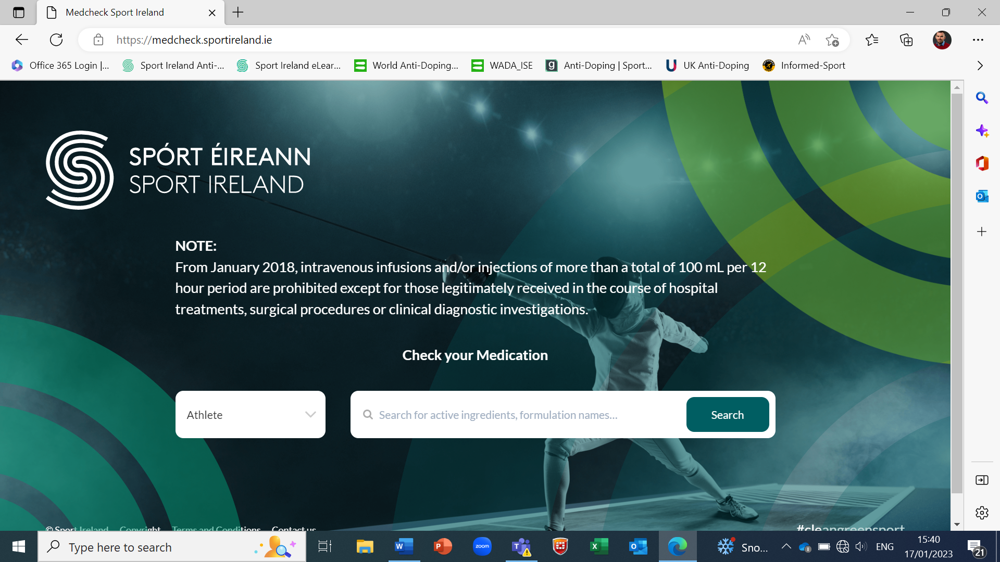 Medcheck Sport Ireland
https://medcheck.sportireland.ie
Office 365 Login |... Sport Ireland Anti-... Sport Ireland eLear... World Anti-Doping... WADA_ISE Anti-Doping | Sport... UK Anti-Doping Informed-Sport
SPÓRT ÉIREANN
SPORT IRELAND
NOTE:
From January 2018, intravenous infusions and/or injections of more than a total of 100 mL per 12
hour period are prohibited except for those legitimately received in the course of hospital
treatments, surgical procedures or clinical diagnostic investigations.
Check your Medication
Athlete
Search for active ingredients, formulation names...
Search
© Sport Ireland Copyright Terms and Conditions Contact us
#cleangreensport
Type here to search
zoom
Sno...
ENG
15:40
17/01/2023
21